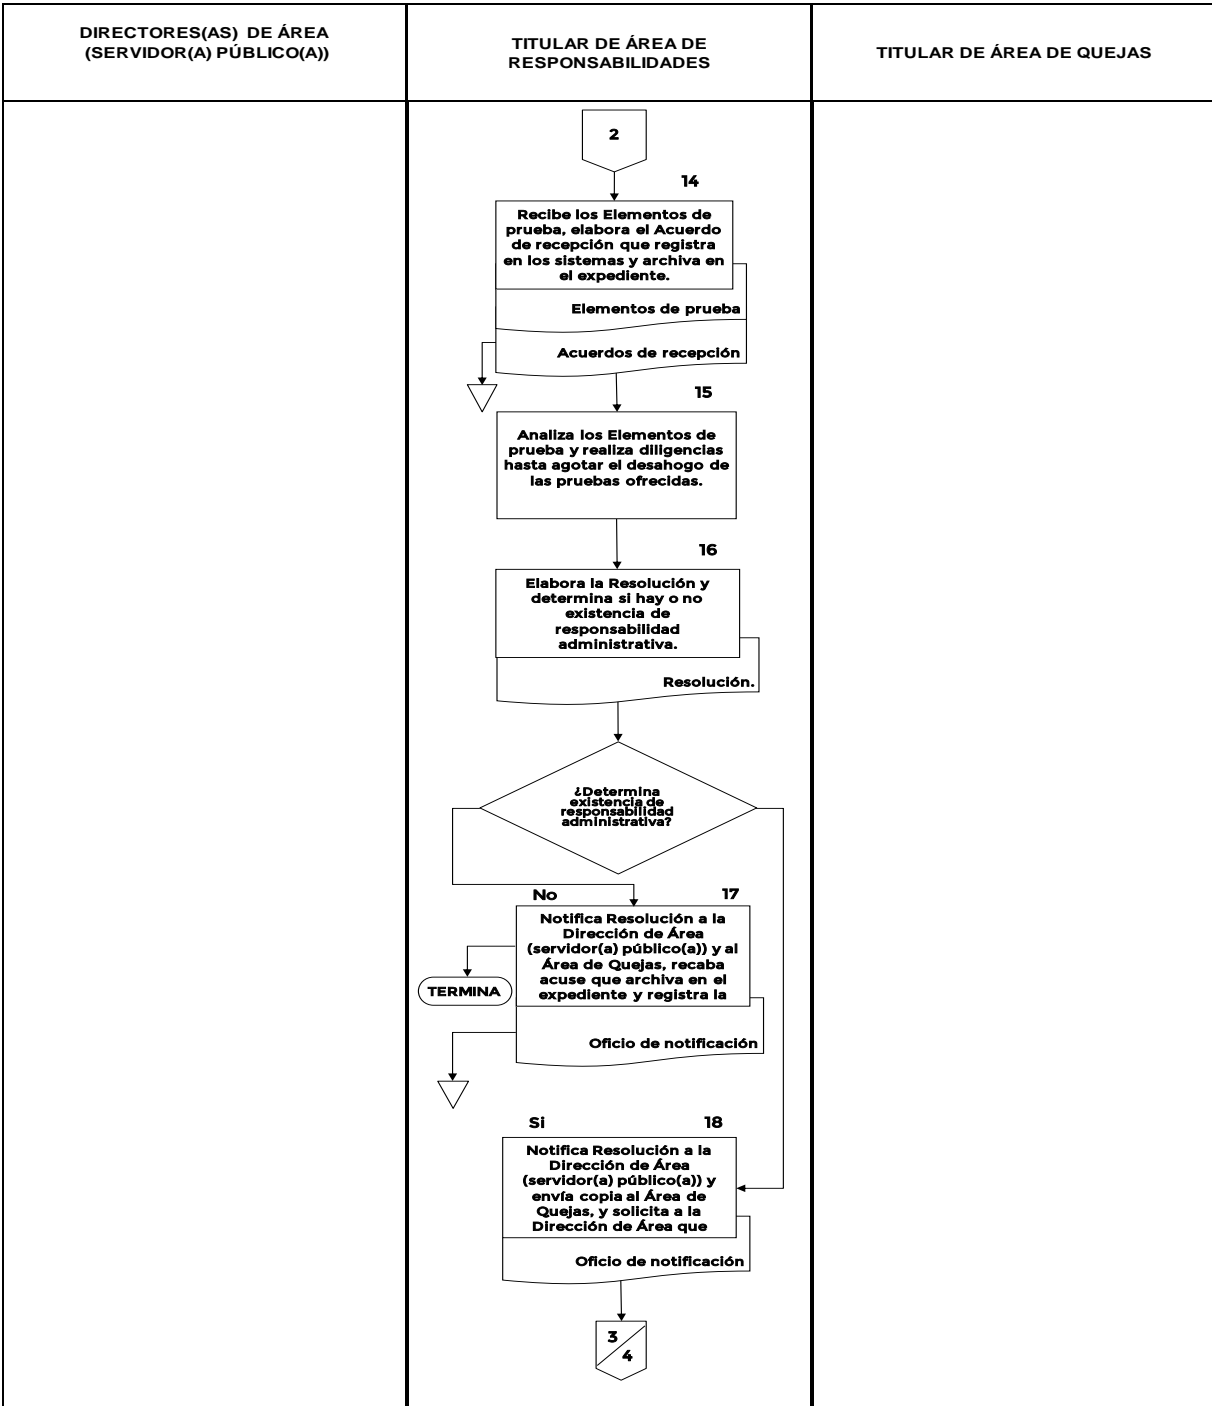 DIRECTORES(AS) DE ÁREA
(SERVIDOR(A) PÚBLICO(A))
TITULAR DE ÁREA DE
RESPONSABILIDADES
TITULAR DE ÁREA DE QUEJAS
2
14
Recibe los Elementos de
prueba, elabora el Acuerdo
de recepción que registra
en los sistemas y archiva en
el expediente.
Elementos de prueba
Acuerdos de recepción
15
Analiza los Elementos de
prueba y realiza diligencias
hasta agotar el desahogo de
las pruebas ofrecidas.
16
Elabora la Resolución y
determina si hay o no
existencia de
responsabilidad
administrativa.
Resolución.
¿Determina
existencia de
responsabilidad
administrativa?
No
17
Notifica Resolución a la
Dirección de Área
(servidor(a) público(a)) y al
Área de Quejas, recaba
acuse que archiva en el
expediente y registra la
TERMINA
Oficio de notificación
Si
18
Notifica Resolución a la
Dirección de Área
(servidor(a) público(a)) y
envía copia al Área de
Quejas, y solicita a la
Dirección de Área que
Oficio de notificación
3
4